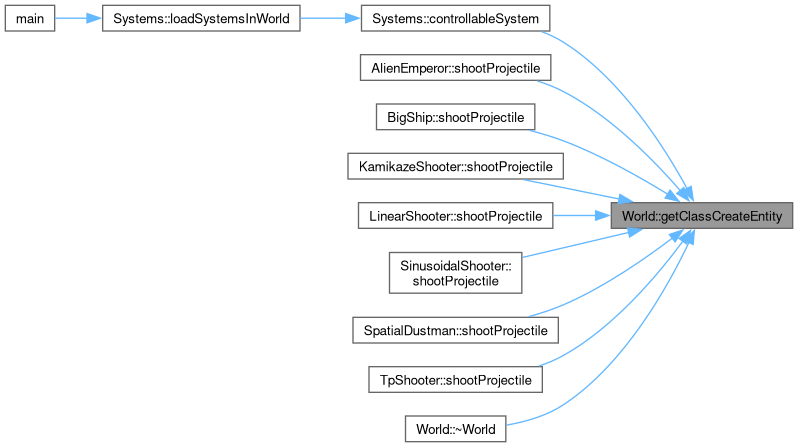 main
Systems::loadSystemsInWorld
Systems::controllableSystem
AlienEmperor::shootProjectile
BigShip::shootProjectile
KamikazeShooter::shootProjectile
LinearShooter::shootProjectile
World::getClassCreateEntity
SinusoidalShooter::
shootProjectile
SpatialDustman::shootProjectile
TpShooter::shootProjectile
World::~World